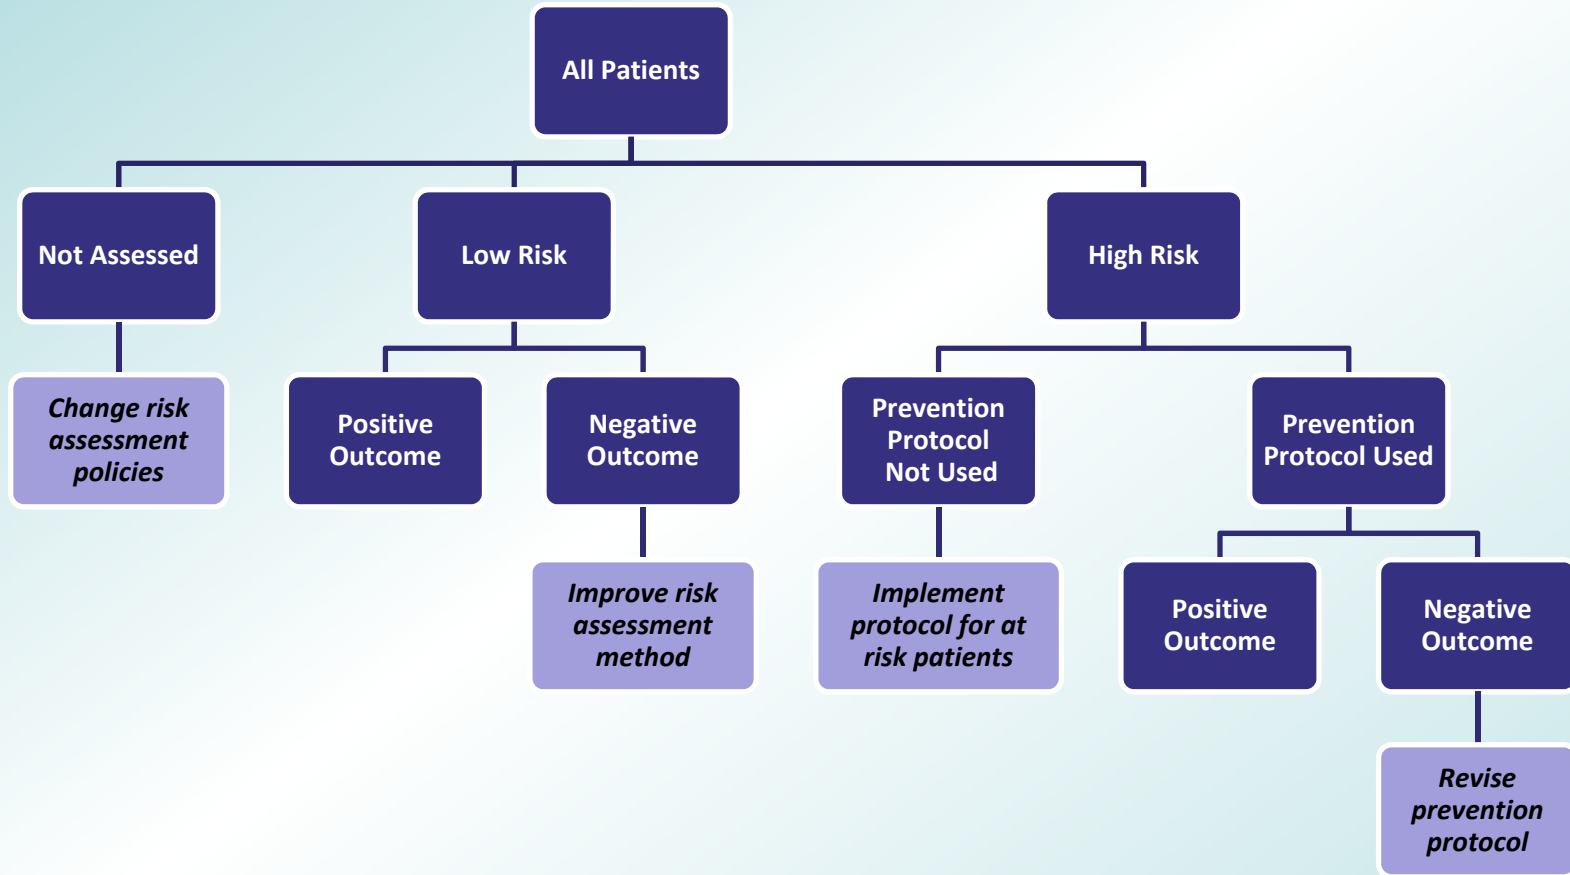 All Patients
Not Assessed
Low Risk
High Risk
Change risk
assessment
policies
Positive
Outcome
Negative
Outcome
Prevention
Protocol
Not Used
Prevention
Protocol Used
Improve risk
assessment
method
Implement
protocol for at
risk patients
Positive
Outcome
Negative
Outcome
Revise
prevention
protocol